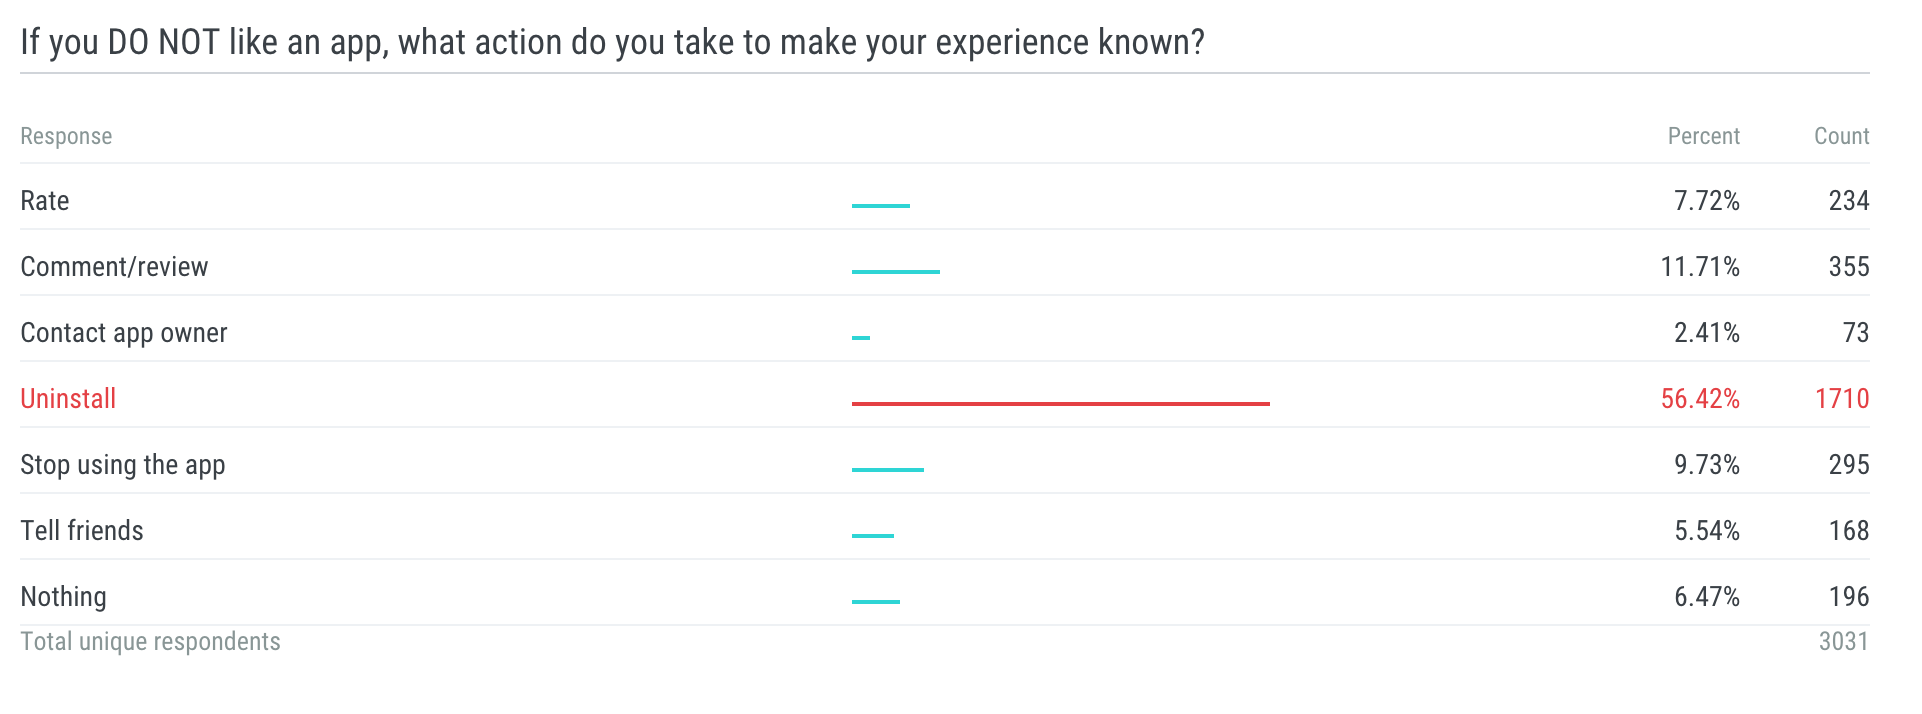 If you DO NOT like an app, what action do you take to make your experience known?
Response Percent Count
Rate 7.72% 234
Comment/review 11.71% 355
Contact app owner 2.41% 73
Uninstall 56.42% 1710
Stop using the app 9.73% 295
Tell friends 5.54% 168
Nothing 6.47% 196
Total unique respondents 3031